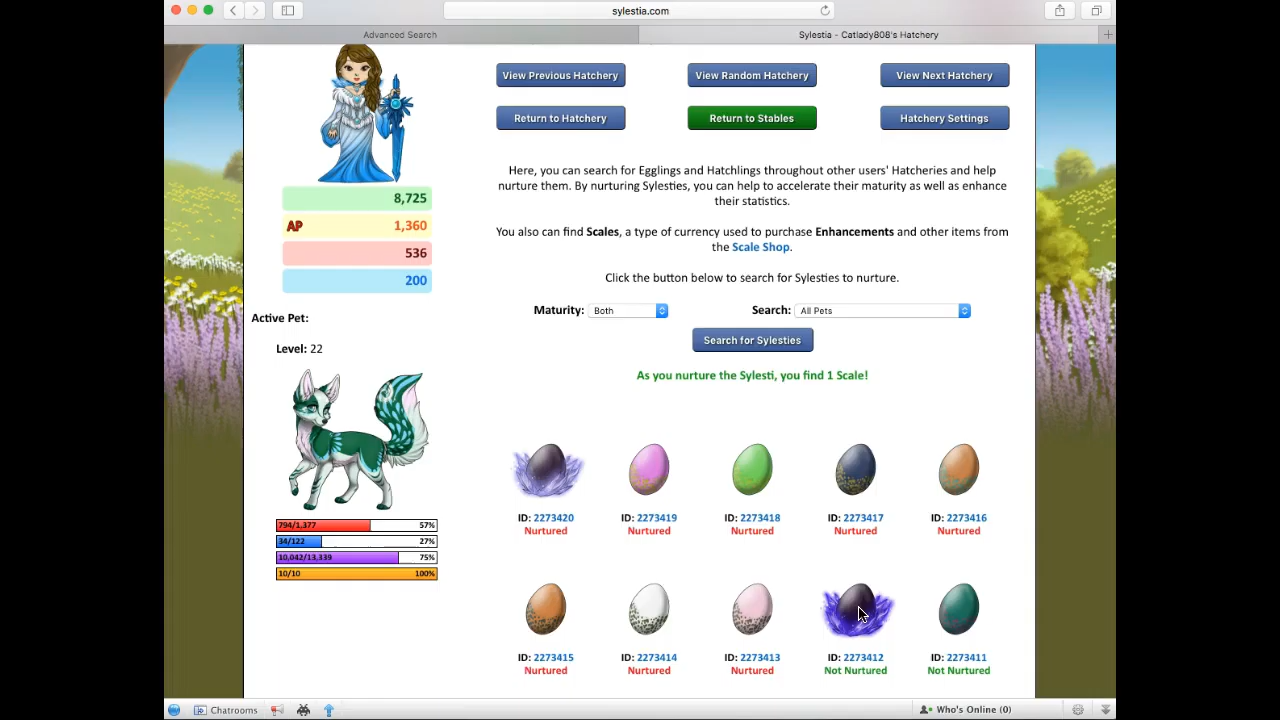 sylestia.com
Advanced Search
Sylestia - Catlady808's Hatchery
View Previous Hatchery
View Random Hatchery
View Next Hatchery
Return to Hatchery
Return to Stables
Hatchery Settings
8,725
AP 1,360
536
200
Active Pet:
Level: 22
794/1,377 57%
34/122 27%
10,042/13,339 75%
10/10 100%
Here, you can search for Egglings and Hatchlings throughout other users' Hatcheries and help
nurture them. By nurturing Sylesties, you can help to accelerate their maturity as well as enhance
their statistics.
You also can find Scales, a type of currency used to purchase Enhancements and other items from
the Scale Shop.
Click the button below to search for Sylesties to nurture.
Maturity: Both
Search: All Pets
Search for Sylesties
As you nurture the Sylesti, you find 1 Scale!
ID: 2273420 ID: 2273419 ID: 2273418 ID: 2273417 ID: 2273416
Nurtured Nurtured Nurtured Nurtured Nurtured
ID: 2273415 ID: 2273414 ID: 2273413 ID: 2273412 ID: 2273411
Nurtured Nurtured Nurtured Not Nurtured Not Nurtured
Chatrooms
Who's Online (0)